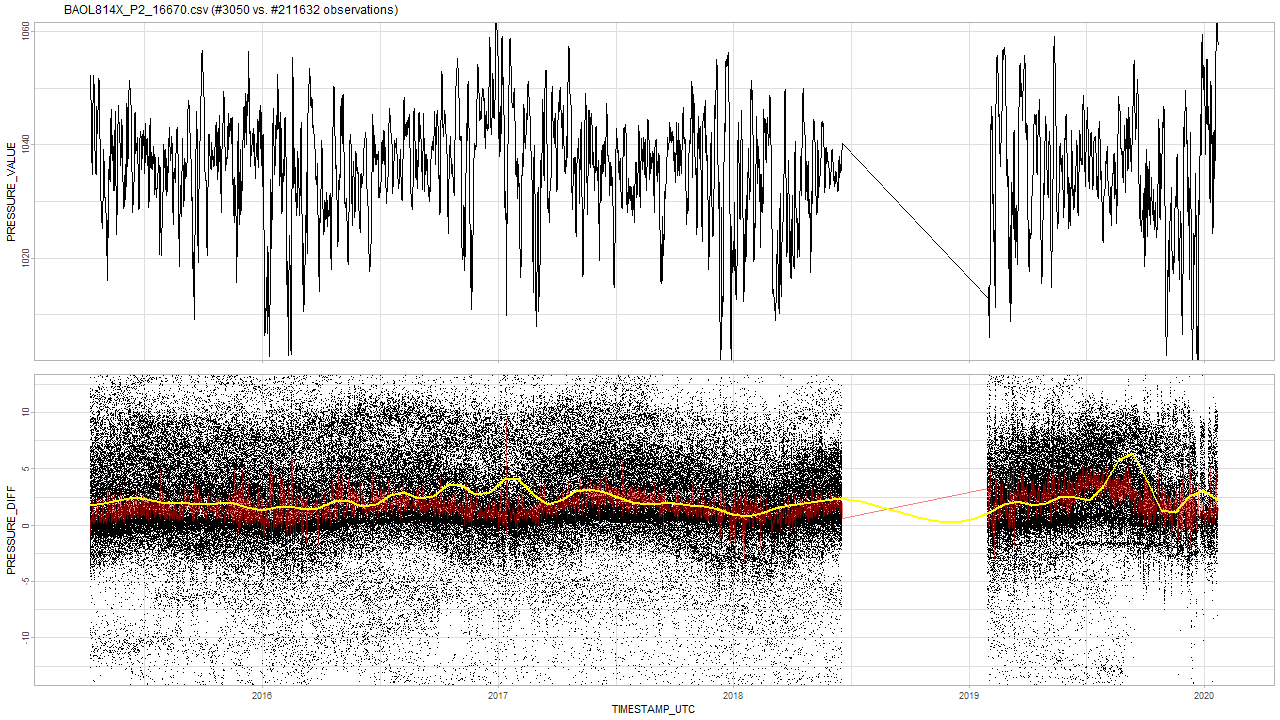 BAOL814X_P2_16670.csv (#3050 vs. #211632 observations)
PRESSURE_VALUE
1060
1040
1020
PRESSURE_DIFF
10
5
0
-5
-10
2016 2017 2018 2019 2020
TIMESTAMP_UTC